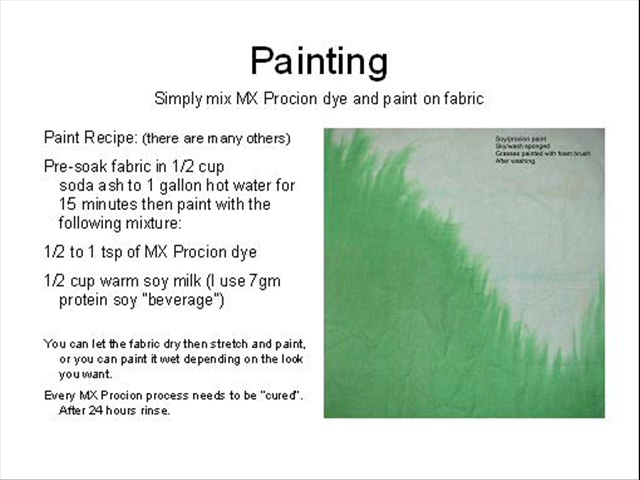 Painting
Simply mix MX Procion dye and paint on fabric
Paint Recipe: (there are many others)
Pre-soak fabric in 1/2 cup
soda ash to 1 gallon hot water for
15 minutes then paint with the
following mixture:
1/2 to 1 tsp of MX Procion dye
1/2 cup warm soy milk (I use 7gm
protein soy "beverage")
You can let the fabric dry then stretch and paint,
or you can paint it wet depending on the look
you want.
Every MX Procion process needs to be "cured".
After 24 hours rinse.
Soy/procion paint
Sky/wash sponged
Grasses painted with foam brush.
After washing.